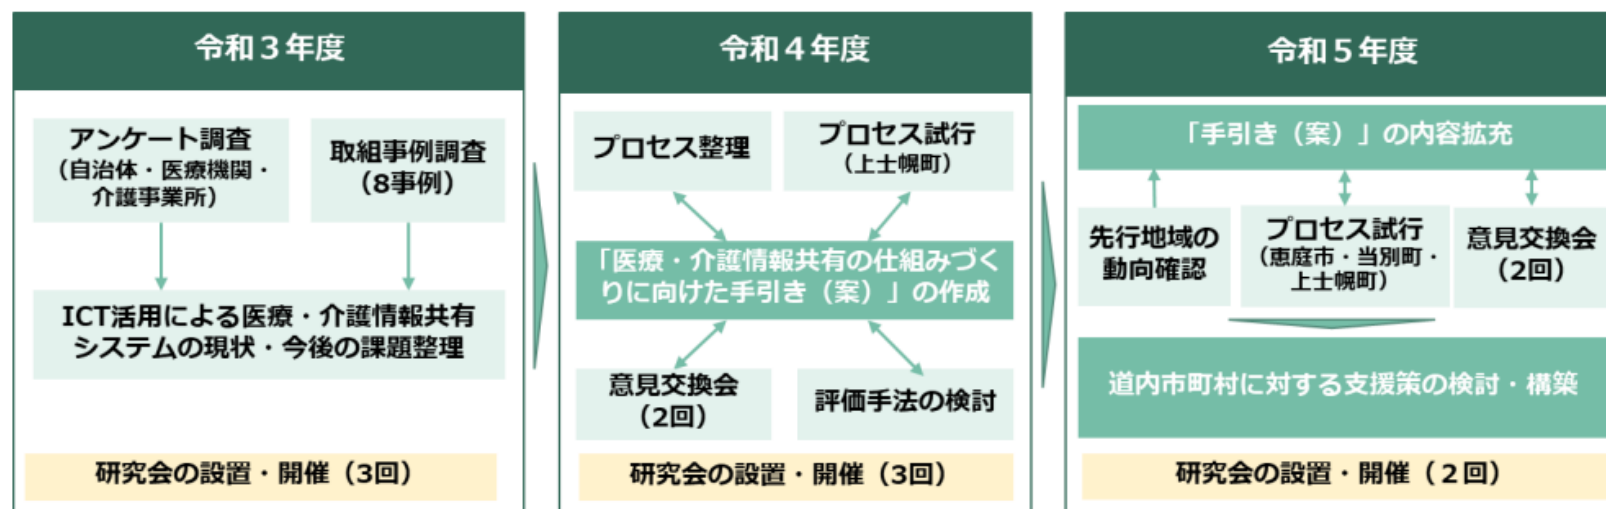 令和３年度
アンケート調査
（自治体・医療機関・
介護事業所）
取組事例調査
（8事例）
ICT活用による医療・介護情報共有
システムの現状・今後の課題整理
研究会の設置・開催（3回）
令和４年度
プロセス整理
プロセス試行
（上士幌町）
「医療・介護情報共有の仕組みづく
りに向けた手引き（案）」の作成
意見交換会
（2回）
評価手法の検討
研究会の設置・開催（3回）
令和５年度
「手引き（案）」の内容拡充
先行地域の
動向確認
プロセス試行
（恵庭市・当別町・
上士幌町）
意見交換会
（2回）
道内市町村に対する支援策の検討・構築
研究会の設置・開催（２回）